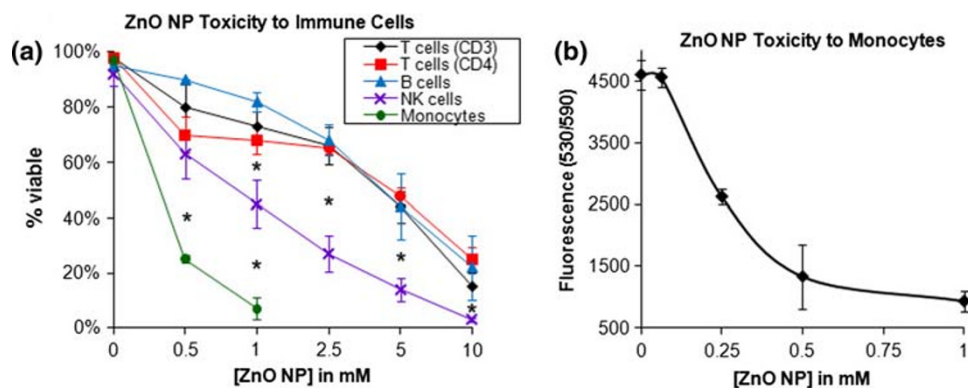 ZnO NP Toxicity to Immune Cells
(a)
T cells (CD3)
T cells (CD4)
B cells
NK cells
Monocytes
100%
80%
60%
40%
20%
0%
% viable
*
*
*
*
*
*
0 0.5 1 2.5 5 10
[ZnO NP] in mM
(b)
ZnO NP Toxicity to Monocytes
4500
3500
2500
1500
500
Fluorescence (530/590)
0 0.25 0.5 0.75 1
[ZnO NP] in mM